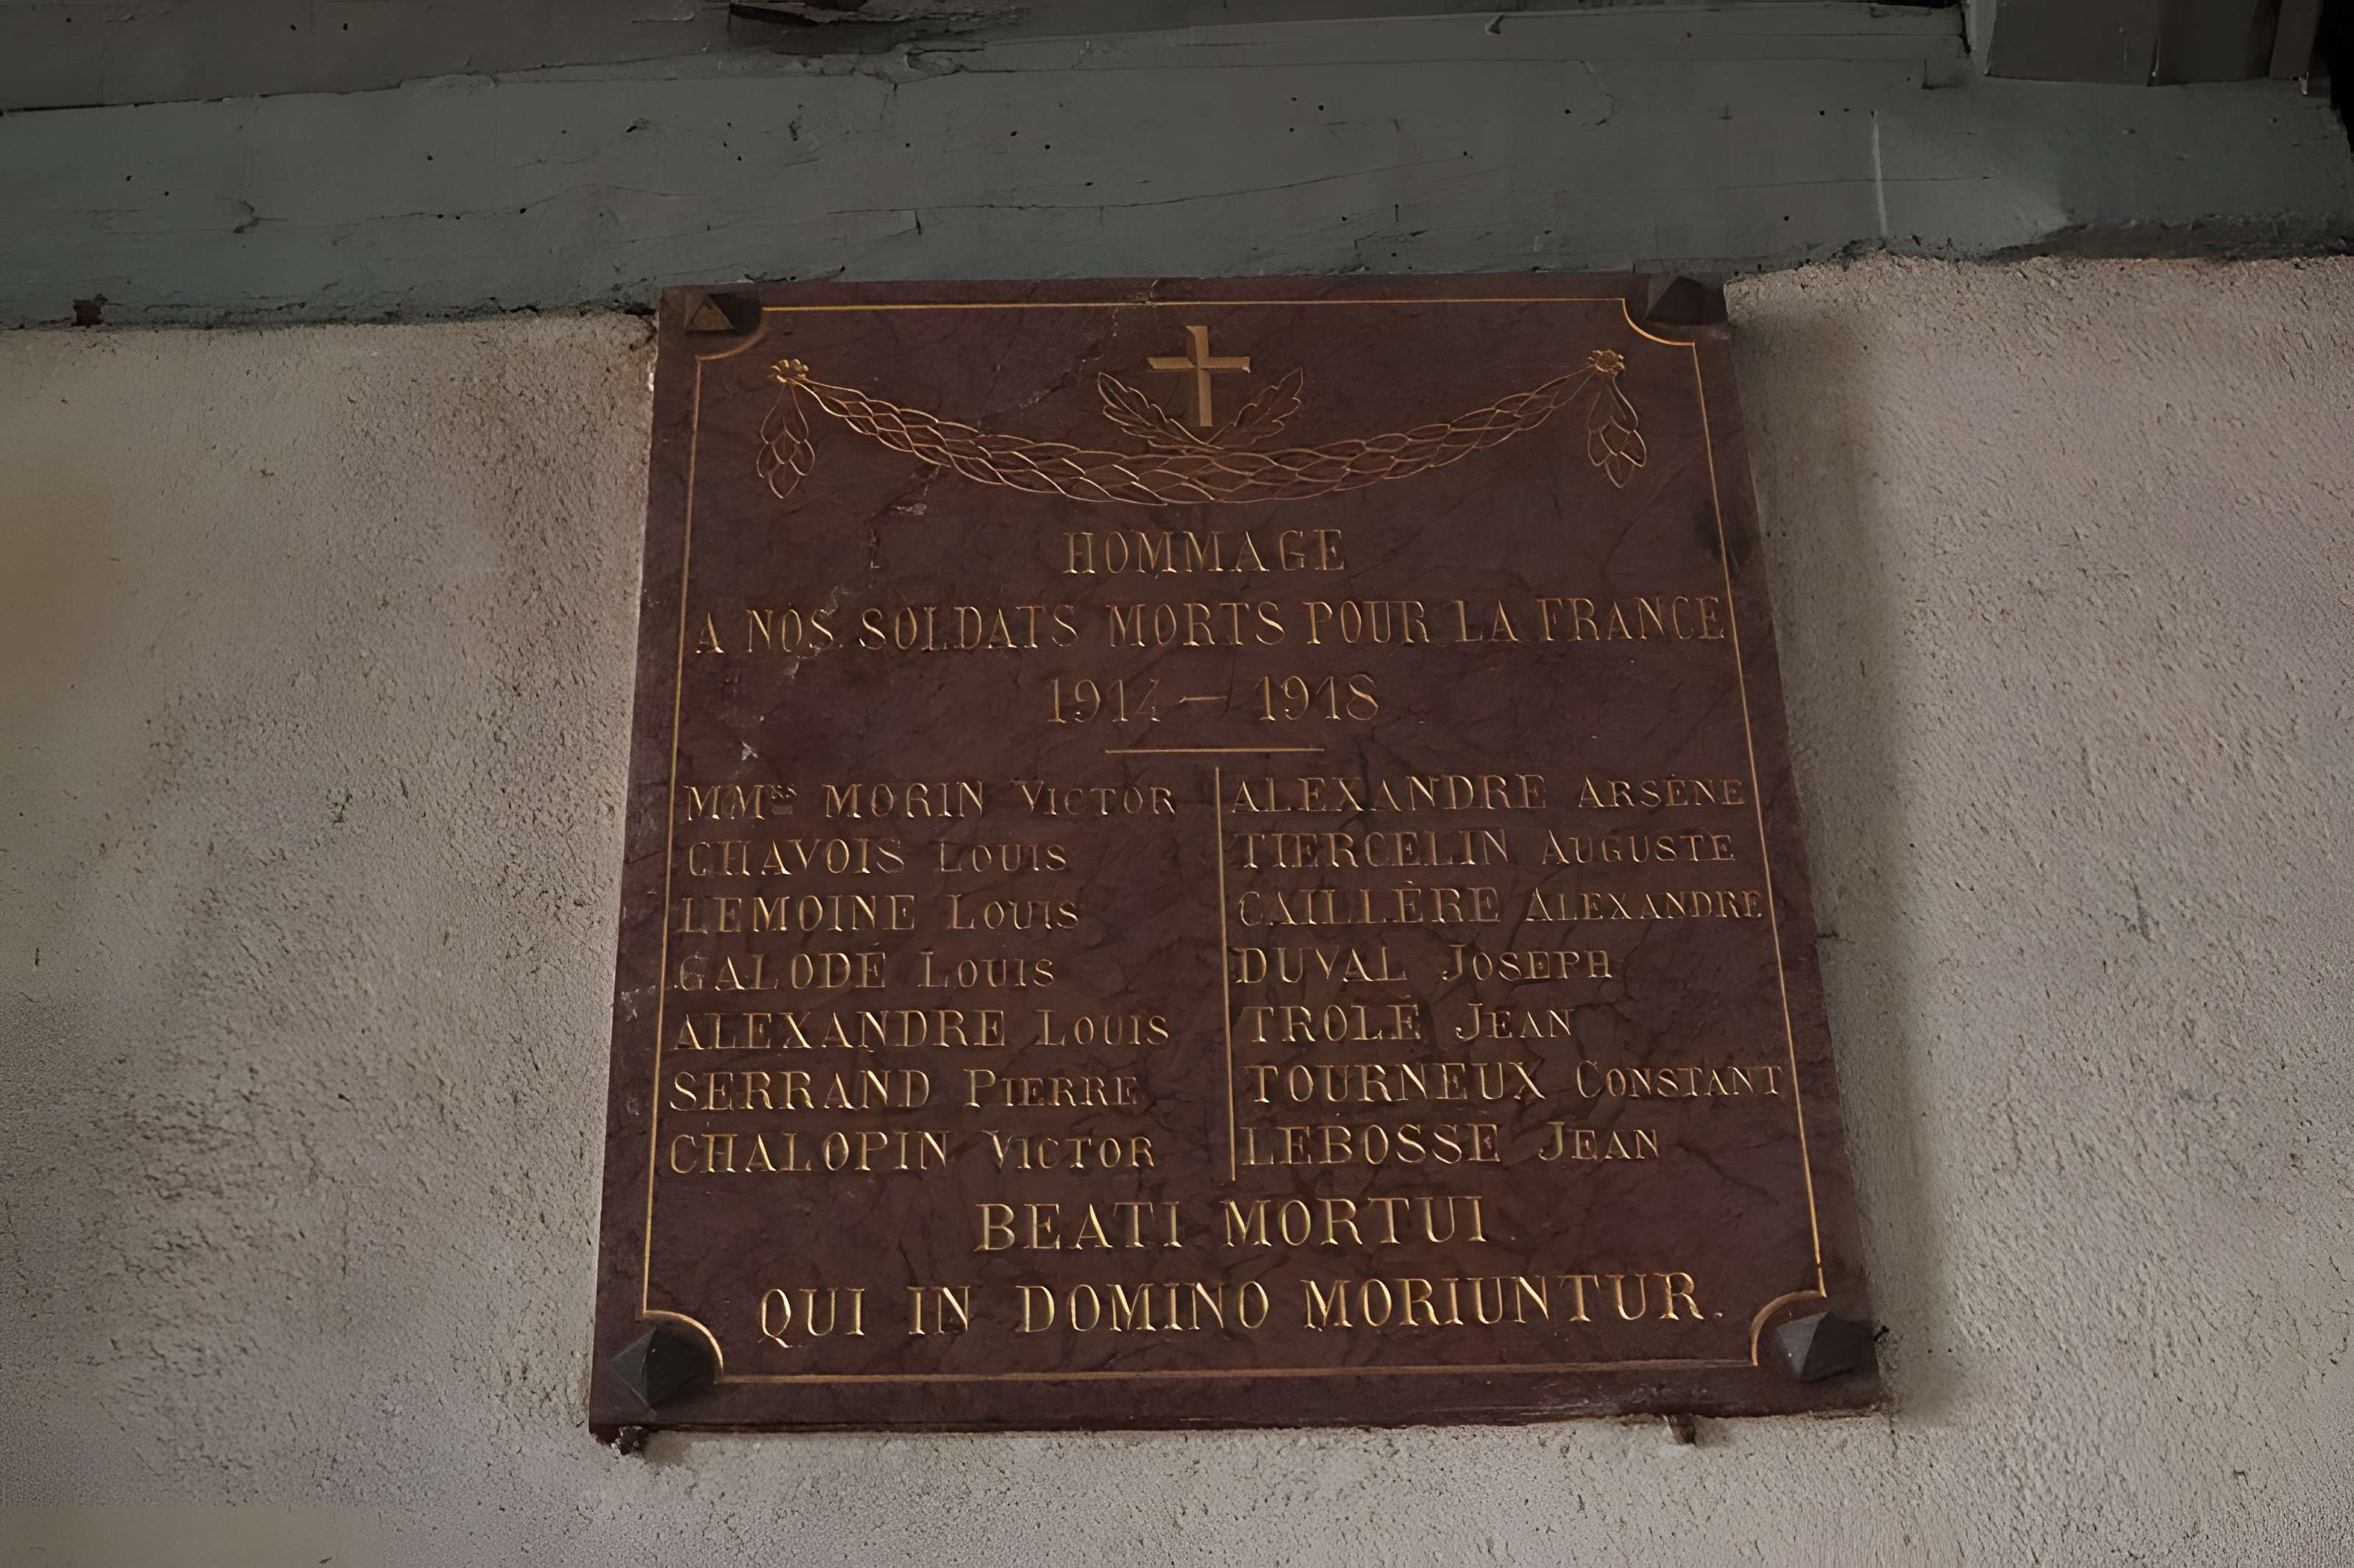 HOMMAGE
A NOS SOLDATS MORTS POUR LA FRANCE
1914 – 1918
MMRS MORIN VICTOR
CHAVOIS LOUIS
LEMOINE LOUIS
GALODÉ LOUIS
ALEXANDRE LOUIS
SERRAND PIERRE
CHALOPIN VICTOR
ALEXANDRE ARSÈNE
TIERCELIN AUGUSTE
CAILLÈRE ALEXANDRE
DUVAL JOSEPH
TROLÉ JEAN
TOURNEUX CONSTANT
LEBOSSÉ JEAN
BEATI MORTUI
QUI IN DOMINO MORIUNTUR.